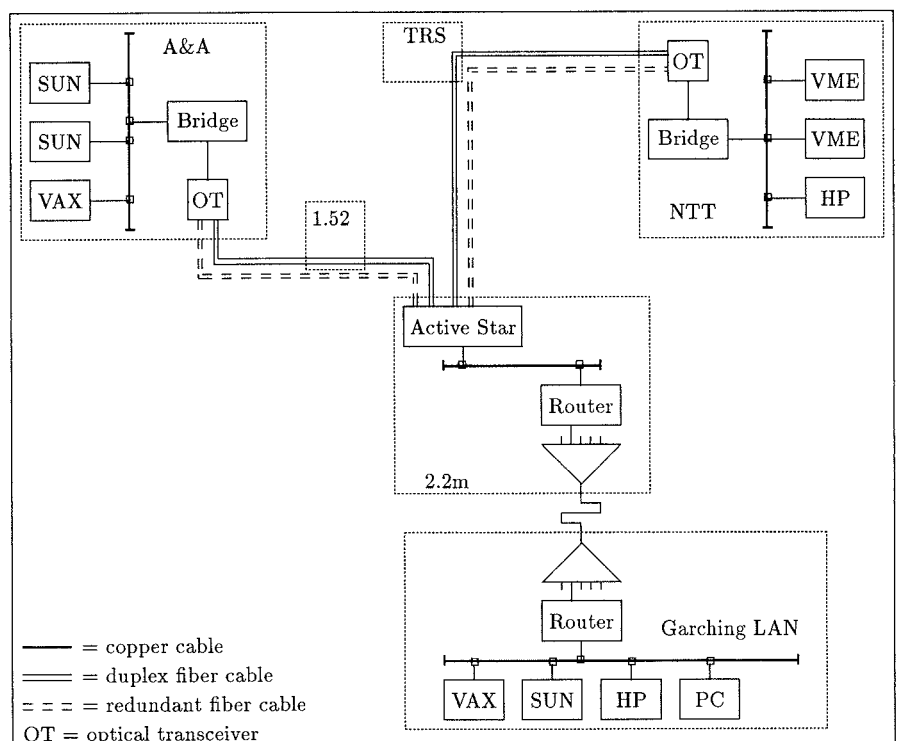 A&A
SUN
SUN
VAX
Bridge
OT
TRS
OT
Bridge
VME
VME
HP
NTT
1.52
Active Star
Router
2.2m
Router
Garching LAN
VAX
SUN
HP
PC
= copper cable
= duplex fiber cable
= redundant fiber cable
OT = optical transceiver